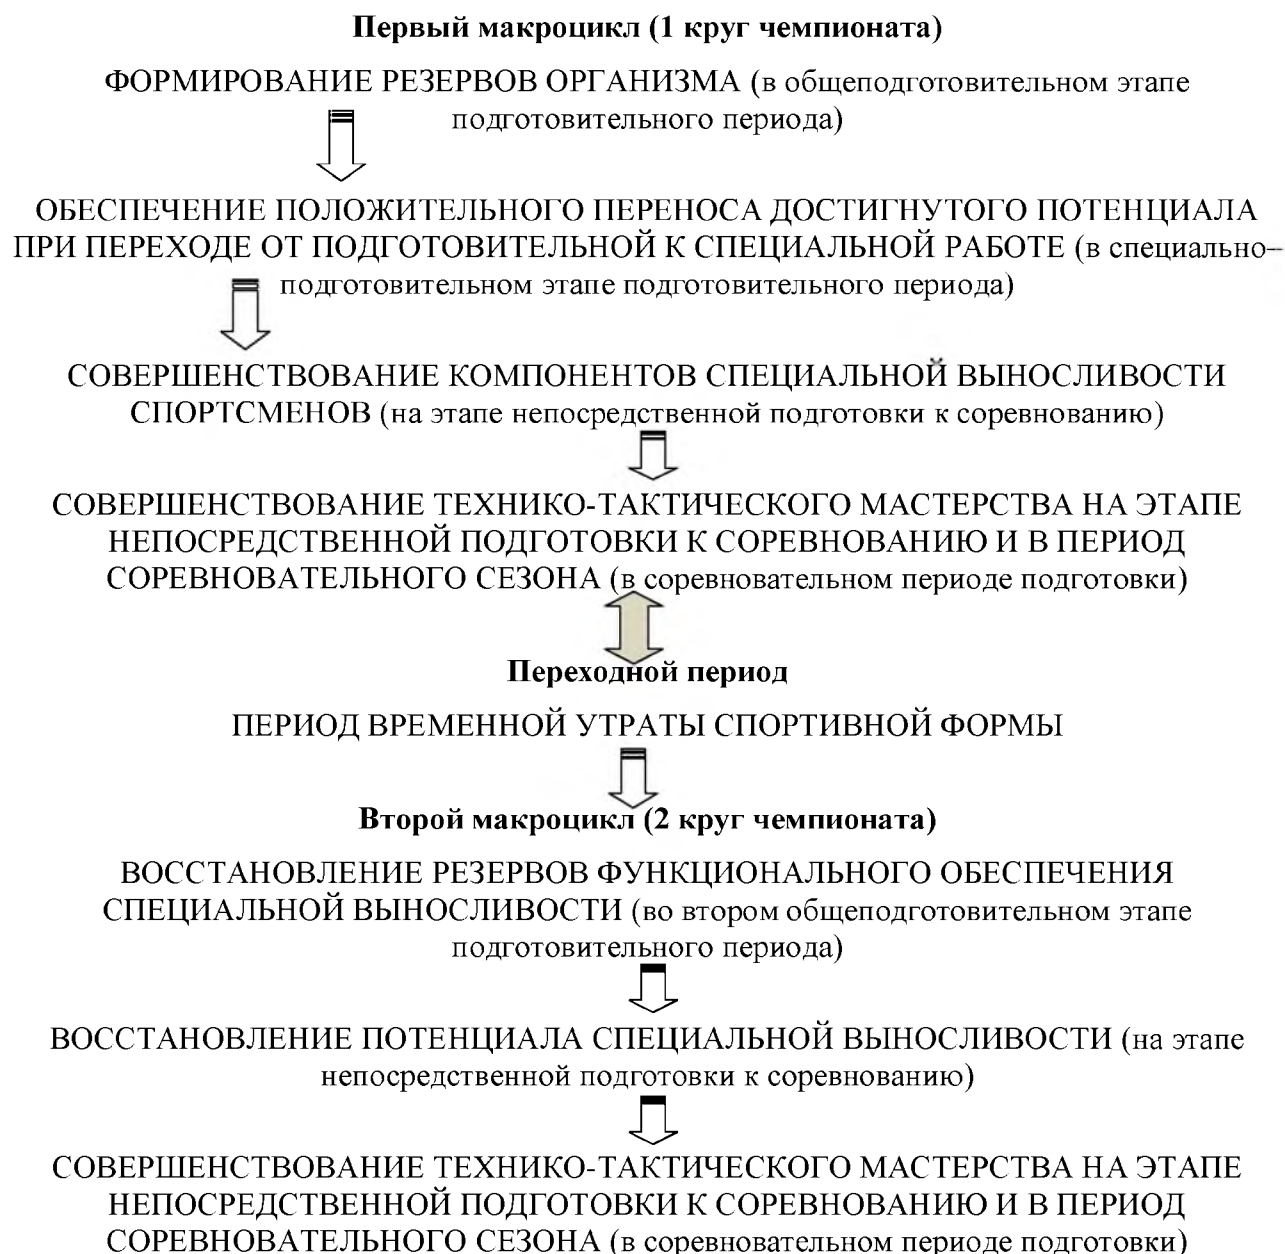 Первый макроцикл (1 круг чемпионата)
ФОРМИРОВАНИЕ РЕЗЕРВОВ ОРГАНИЗМА (в общеподготовительном этапе
подготовительного периода)
ОБЕСПЕЧЕНИЕ ПОЛОЖИТЕЛЬНОГО ПЕРЕНОСА ДОСТИГНУТОГО ПОТЕНЦИАЛА
ПРИ ПЕРЕХОДЕ ОТ ПОДГОТОВИТЕЛЬНОЙ К СПЕЦИАЛЬНОЙ РАБОТЕ (в специально–
подготовительном этапе подготовительного периода)
СОВЕРШЕНСТВОВАНИЕ КОМПОНЕНТОВ СПЕЦИАЛЬНОЙ ВЫНОСЛИВОСТИ
СПОРТСМЕНОВ (на этапе непосредственной подготовки к соревнованию)
СОВЕРШЕНСТВОВАНИЕ ТЕХНИКО-ТАКТИЧЕСКОГО МАСТЕРСТВА НА ЭТАПЕ
НЕПОСРЕДСТВЕННОЙ ПОДГОТОВКИ К СОРЕВНОВАНИЮ И В ПЕРИОД
СОРЕВНОВАТЕЛЬНОГО СЕЗОНА (в соревновательном периоде подготовки)
Переходной период
ПЕРИОД ВРЕМЕННОЙ УТРАТЫ СПОРТИВНОЙ ФОРМЫ
Второй макроцикл (2 круг чемпионата)
ВОССТАНОВЛЕНИЕ РЕЗЕРВОВ ФУНКЦИОНАЛЬНОГО ОБЕСПЕЧЕНИЯ
СПЕЦИАЛЬНОЙ ВЫНОСЛИВОСТИ (во втором общеподготовительном этапе
подготовительного периода)
ВОССТАНОВЛЕНИЕ ПОТЕНЦИАЛА СПЕЦИАЛЬНОЙ ВЫНОСЛИВОСТИ (на этапе
непосредственной подготовки к соревнованию)
СОВЕРШЕНСТВОВАНИЕ ТЕХНИКО-ТАКТИЧЕСКОГО МАСТЕРСТВА НА ЭТАПЕ
НЕПОСРЕДСТВЕННОЙ ПОДГОТОВКИ К СОРЕВНОВАНИЮ И В ПЕРИОД
СОРЕВНОВАТЕЛЬНОГО СЕЗОНА (в соревновательном периоде подготовки)